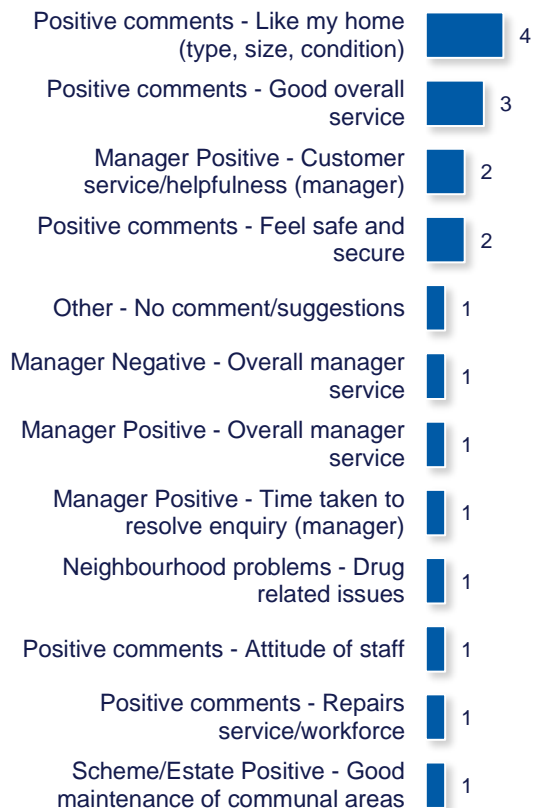 Positive comments - Like my home
(type, size, condition)
4
Positive comments - Good overall
service
3
Manager Positive - Customer
service/helpfulness (manager)
2
Positive comments - Feel safe and
secure
2
Other - No comment/suggestions
1
Manager Negative - Overall manager
service
1
Manager Positive - Overall manager
service
1
Manager Positive - Time taken to
resolve enquiry (manager)
1
Neighbourhood problems - Drug
related issues
1
Positive comments - Attitude of staff
1
Positive comments - Repairs
service/workforce
1
Scheme/Estate Positive - Good
maintenance of communal areas
1